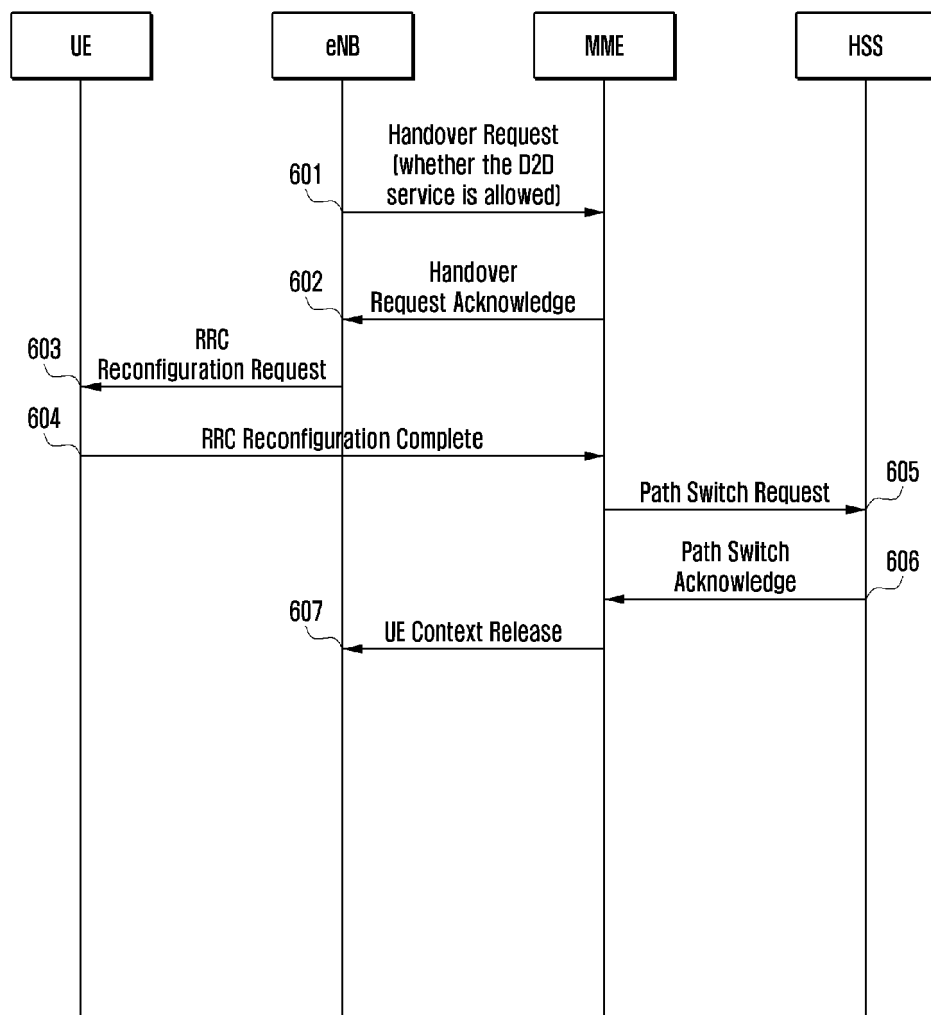 UE
eNB
MME
HSS
Handover Request
(whether the D2D
service is allowed)
601
Handover
Request Acknowledge
602
RRC
Reconfiguration Request
603
604
RRC Reconfiguration Complete
Path Switch Request
605
Path Switch
Acknowledge
606
607
UE Context Release